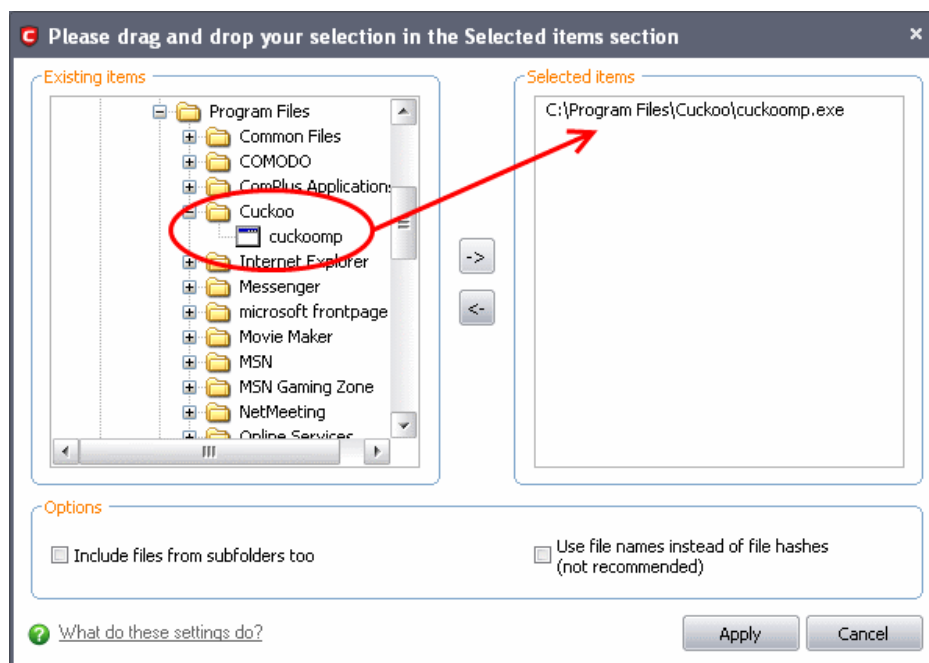 Please drag and drop your selection in the Selected items section
Existing items
Program Files
Common Files
COMODO
ComPlus Application
Cuckoo
cuckoomp
Internet Explorer
Messenger
microsoft frontpage
Movie Maker
MSN
MSN Gaming Zone
NetMeeting
Online Services
->
<-
Selected items
C:\Program Files\Cuckoo\cuckoomp.exe
Options
Include files from subfolders too
Use file names instead of file hashes
(not recommended)
What do these settings do?
Apply
Cancel